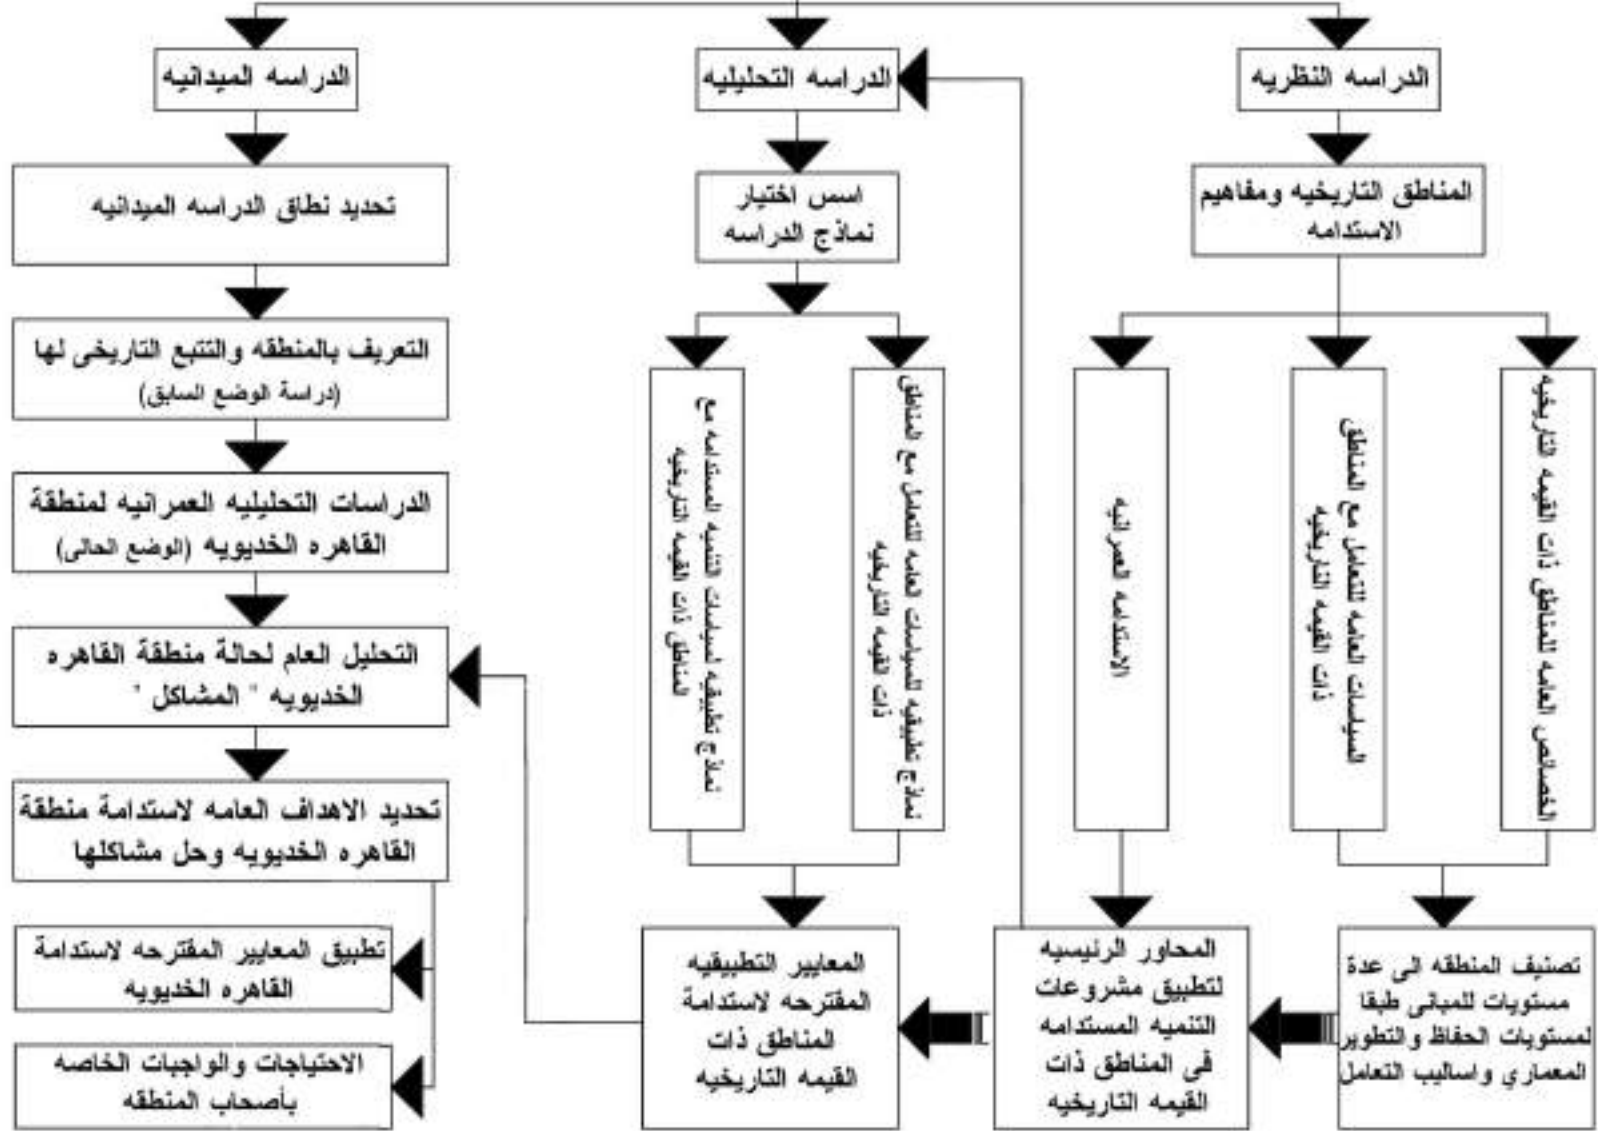 الدراسه النظريه
المناطق التاريخيه ومفاهيم
الاستدامه
الخصائص العامه للمناطق ذات القيمه التاريخيه
السياسات العامه للتعامل مع المناطق
ذات القيمه التاريخيه
الاستدامه العمرانيه
تصنيف المنطقه الى عدة
مستويات للمبانى طبقا
لمستويات الحفاظ والتطوير
المعماري واساليب التعامل
المحاور الرئيسيه
لتطبيق مشروعات
التنميه المستدامه
فى المناطق ذات
القيمه التاريخيه
الدراسه التحليليه
اسس اختيار
نماذج الدراسه
نماذج تطبيقيه للسياسات العامه للتعامل مع المناطق
ذات القيمه التاريخيه
نماذج تطبيقيه لسياسات التنميه المستدامه مع
المناطق ذات القيمه التاريخيه
المعايير التطبيقيه
المقترحه لاستدامة
المناطق ذات
القيمه التاريخيه
الدراسه الميدانيه
تحديد نطاق الدراسه الميدانيه
التعريف بالمنطقه والتتبع التاريخى لها
(دراسة الوضع السابق)
الدراسات التحليليه العمرانيه لمنطقة
القاهره الخديويه (الوضع الحالى)
التحليل العام لحالة منطقة القاهره
الخديويه " المشاكل "
تحديد الاهداف العامه لاستدامة منطقة
القاهره الخديويه وحل مشاكلها
تطبيق المعايير المقترحه لاستدامة
القاهره الخديويه
الاحتياجات والواجبات الخاصه
بأصحاب المنطقه